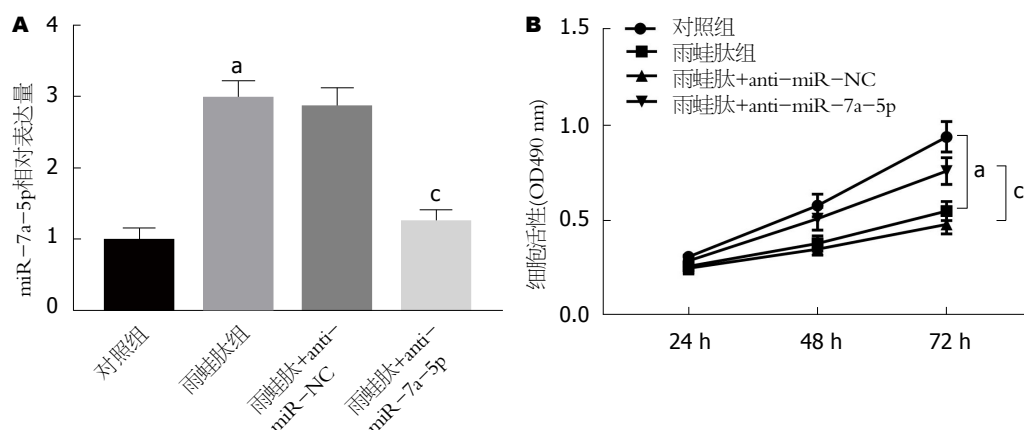 A
miR-7a-5p相对表达量
4
3
2
1
0
a
c
对照组
雨蛙肽组
雨蛙肽+anti-
miR-NC
雨蛙肽+anti-
miR-7a-5p
B
对照组
雨蛙肽组
雨蛙肽+anti-miR-NC
雨蛙肽+anti-miR-7a-5p
细胞活性(OD490 nm)
1.5
1.0
0.5
0.0
a
c
24 h
48 h
72 h